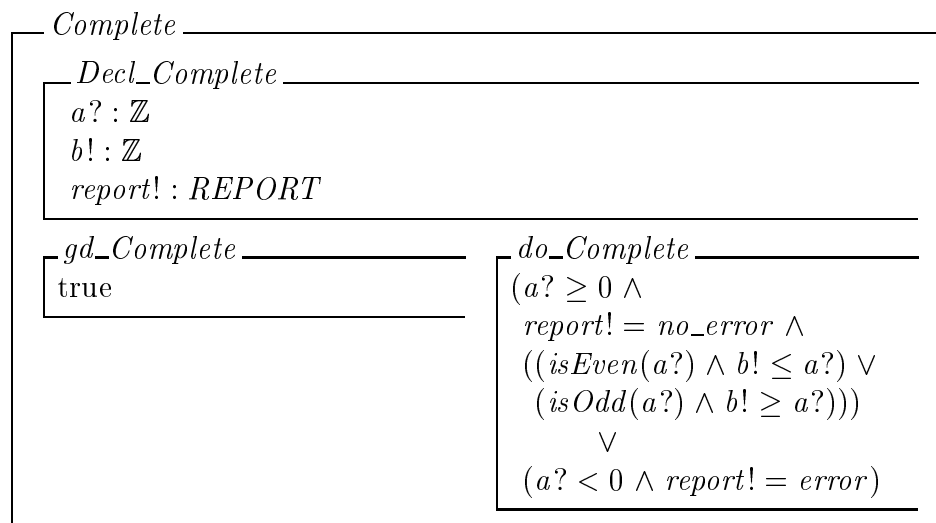 Complete
Decl_Complete
a? : ℤ
b! : ℤ
report! : REPORT
gd_Complete
true
do_Complete
(a? ≥ 0 ∧
report! = no_error ∧
((isEven(a?) ∧ b! ≤ a?) ∨
(isOdd(a?) ∧ b! ≥ a?)))
∨
(a? < 0 ∧ report! = error)